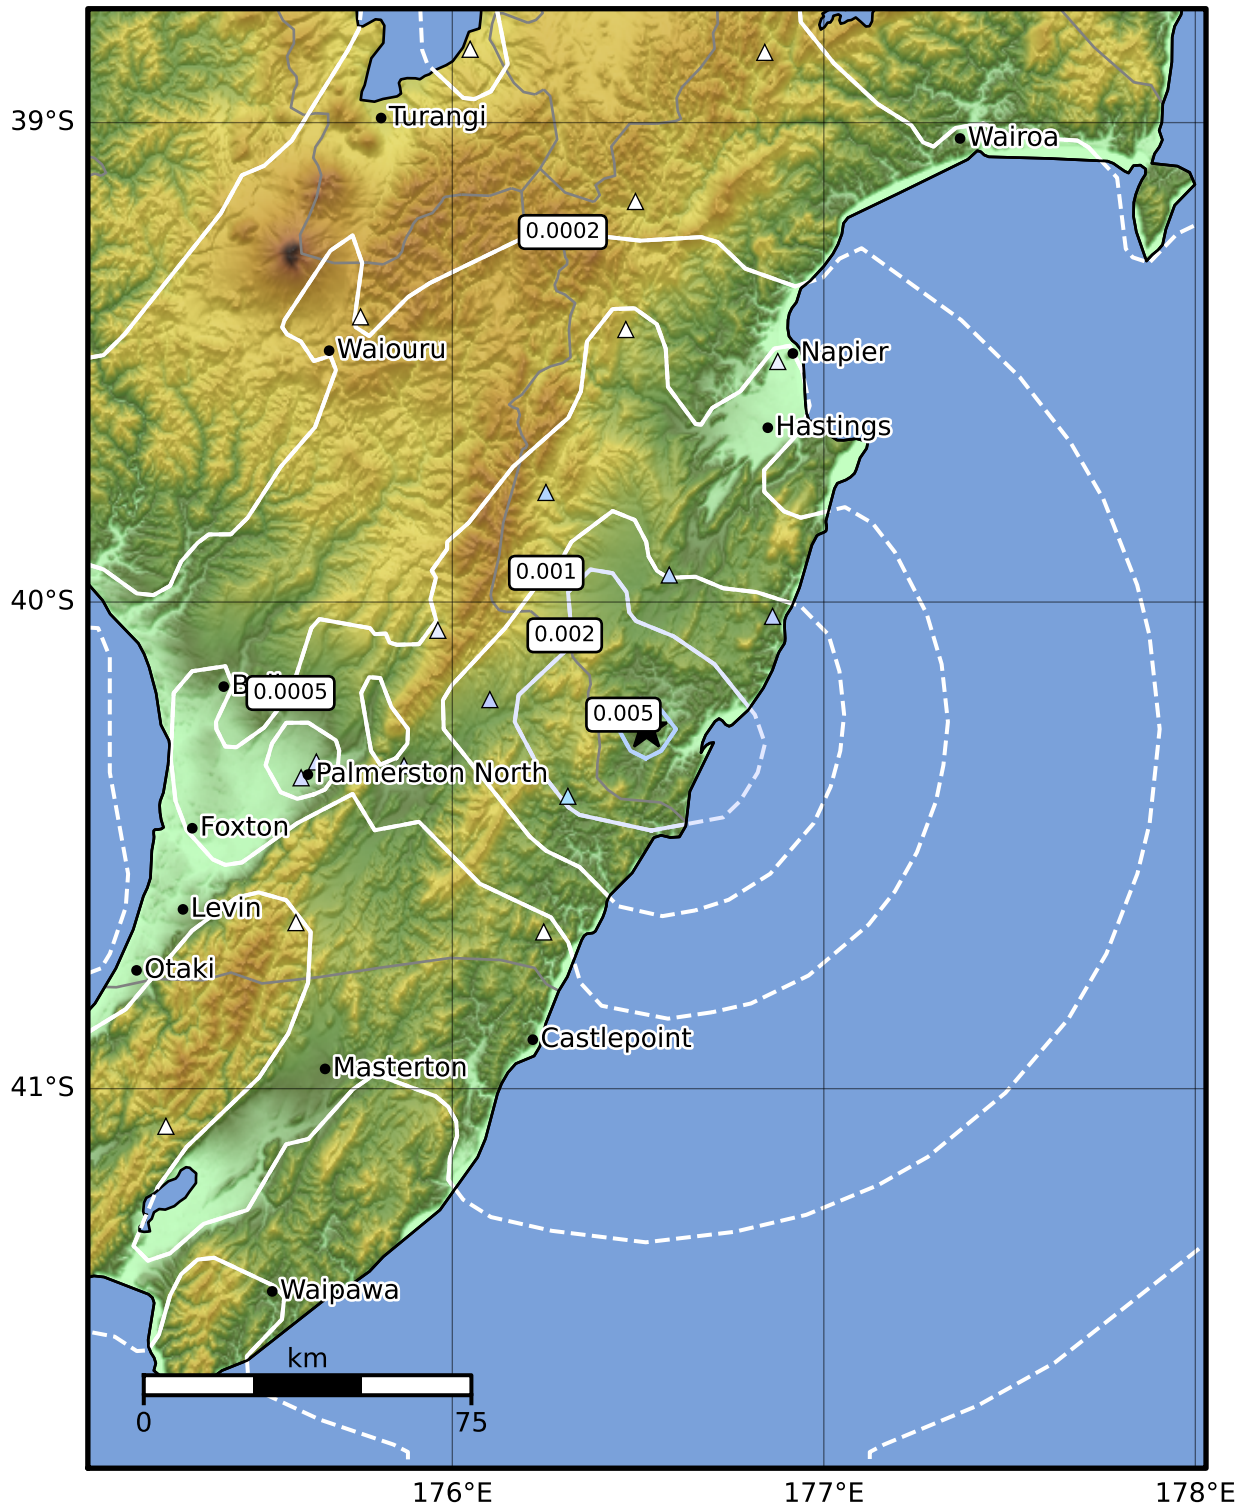 39°S
Turangi
Wairoa
0.0002
Waiouru
Napier
Hastings
0.001
40°S
0.002
0.0005
0.005
Palmerston North
Foxton
Levin
Otaki
Castlepoint
Masterton
41°S
Waipawa
km
0 75
176°E 177°E 178°E